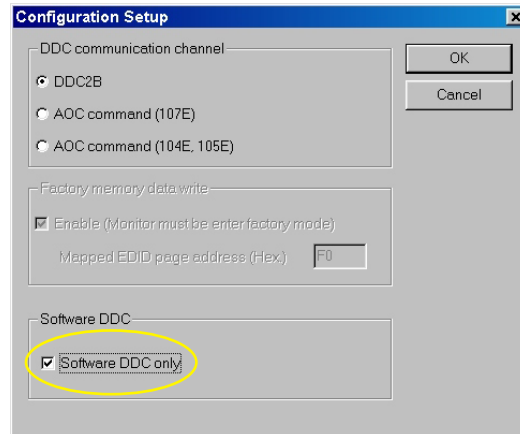 Configuration Setup
DDC communication channel
OK
DDC2B
Cancel
AOC command (107E)
AOC command (104E, 105E)
Factory memory data write
Enable (Monitor must be enter factory mode)
Mapped EDID page address (Hex.)
F0
Software DDC
Software DDC only